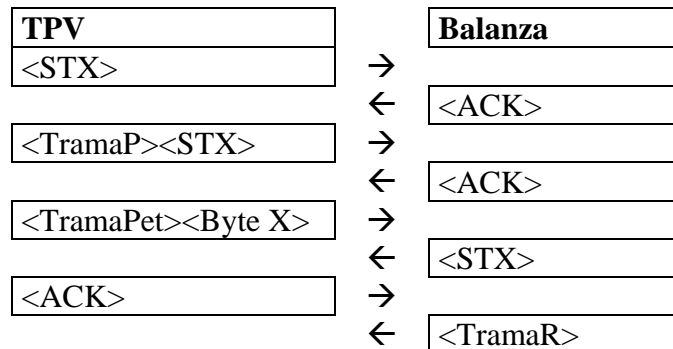 TPV Balanza
<STX> →
← <ACK>
<TramaP><STX> →
← <ACK>
<TramaPet><Byte X> →
← <STX>
<ACK> →
← <TramaR>